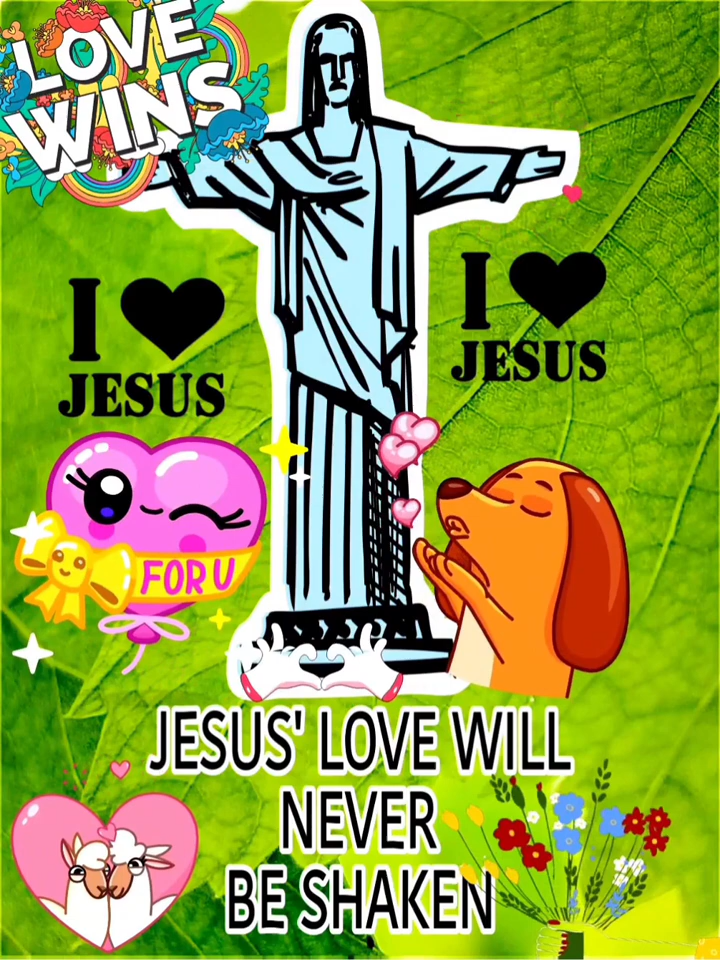 LOVE
WINS
I ♥
JESUS
I ♥
JESUS
FOR U
JESUS' LOVE WILL
NEVER
BE SHAKEN